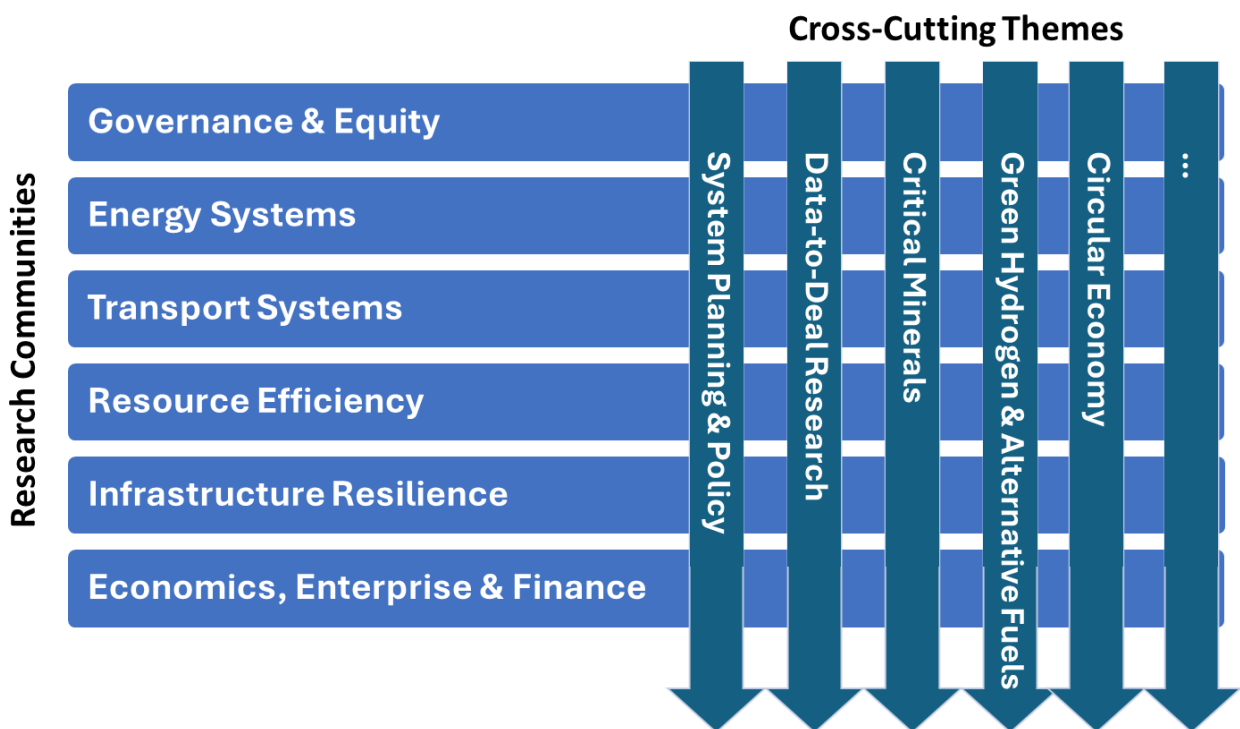 Cross-Cutting Themes
Research Communities
Governance & Equity
Energy Systems
Transport Systems
Resource Efficiency
Infrastructure Resilience
Economics, Enterprise & Finance
System Planning & Policy
Data-to-Deal Research
Critical Minerals
Green Hydrogen & Alternative Fuels
Circular Economy
...